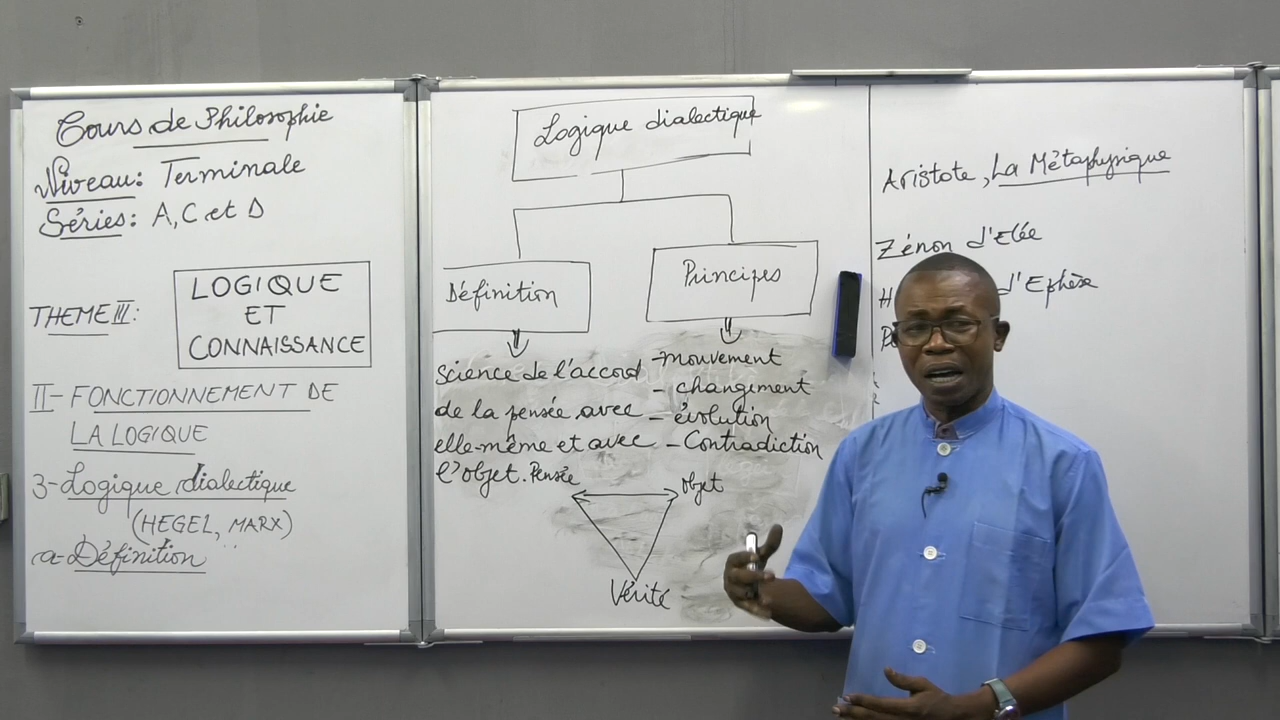 Cours de Philosophie
Niveau: Terminale
Séries: A, C et D
THEME III:
LOGIQUE
ET
CONNAISSANCE
II- FONCTIONNEMENT DE
LA LOGIQUE
3- Logique dialectique
(HEGEL, MARX)
a- Définition
Logique dialectique
Définition
Principes
Science de l'accord
de la pensée avec
elle-même et avec
l'objet.
- Mouvement
- changement
- évolution
- Contradiction
Pensée
objet
Vérité
Aristote, La Métaphysique
Zénon d'Elée
d'Ephèse